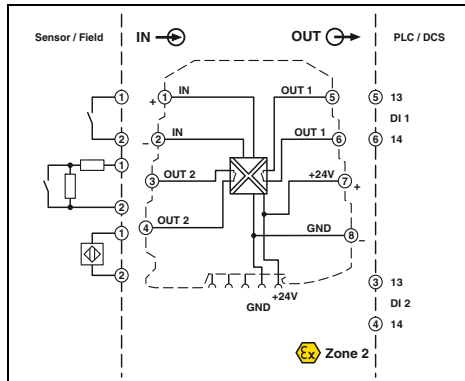 Sensor / Field IN OUT PLC / DCS
1 + 1 IN OUT 1 5 5 13
DI 1
2 – 2 IN OUT 1 6 6 14
1
3 OUT 2 +24V 7 +
2
4 OUT 2 GND 8 –
1
2
3 13
GND +24V DI 2
4 14
Ex Zone 2